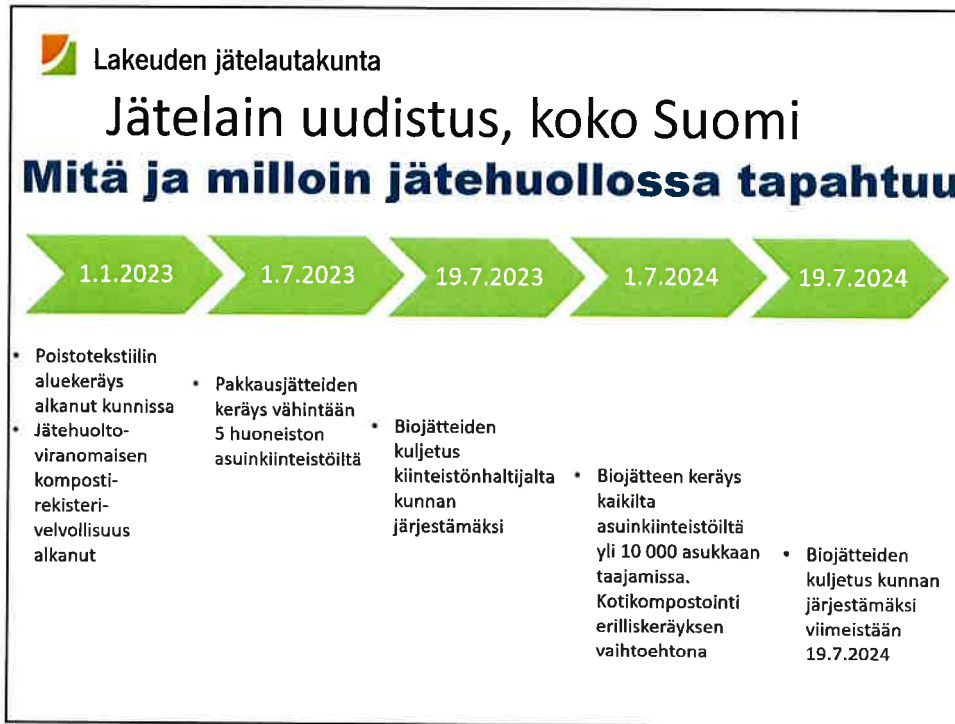 Lakeuden jätelautakunta
Jätelain uudistus, koko Suomi
Mitä ja milloin jätehuollossa tapahtuu
1.1.2023
1.7.2023
19.7.2023
1.7.2024
19.7.2024
• Poistotekstiilin
aluekeräys
alkanut kunnissa
• Jätehuolto-
viranomaisen
komposti-
rekisteri-
velvollisuus
alkanut
• Pakkausjätteiden
keräys vähintään
5 huoneiston
asuinkiinteistöiltä
• Biojätteiden
kuljetus
kiinteistönhaltijalta
kunnan
järjestämäksi
• Biojätteen keräys
kaikilta
asuinkiinteistöiltä
yli 10 000 asukkaan
taajamissa.
Kotikompostointi
erilliskeräyksen
vaihtoehtona
• Biojätteiden
kuljetus kunnan
järjestämäksi
viimeistään
19.7.2024